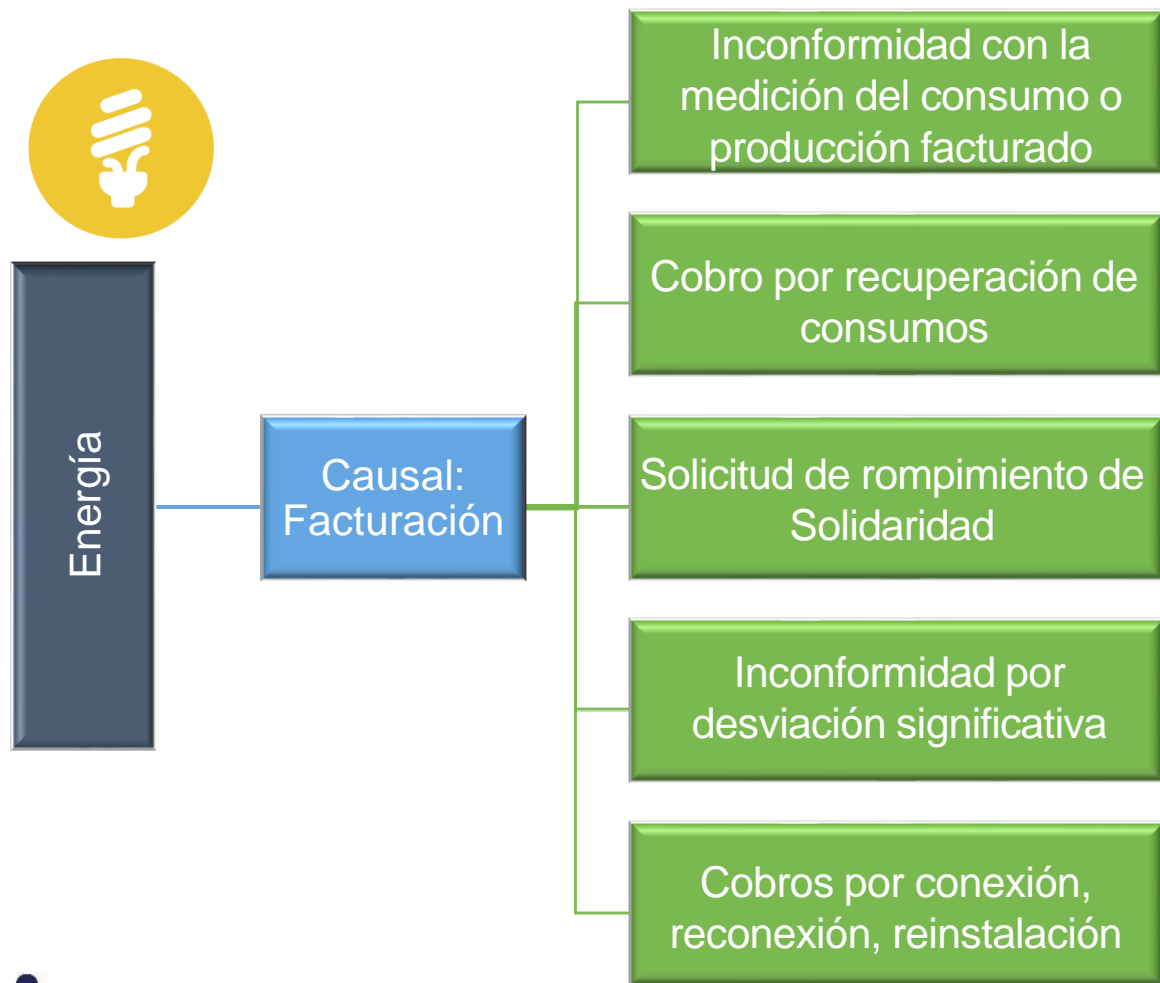 Energía
Causal:
Facturación
Inconformidad con la
medición del consumo o
producción facturado
Cobro por recuperación de
consumos
Solicitud de rompimiento de
Solidaridad
Inconformidad por
desviación significativa
Cobros por conexión,
reconexión, reinstalación